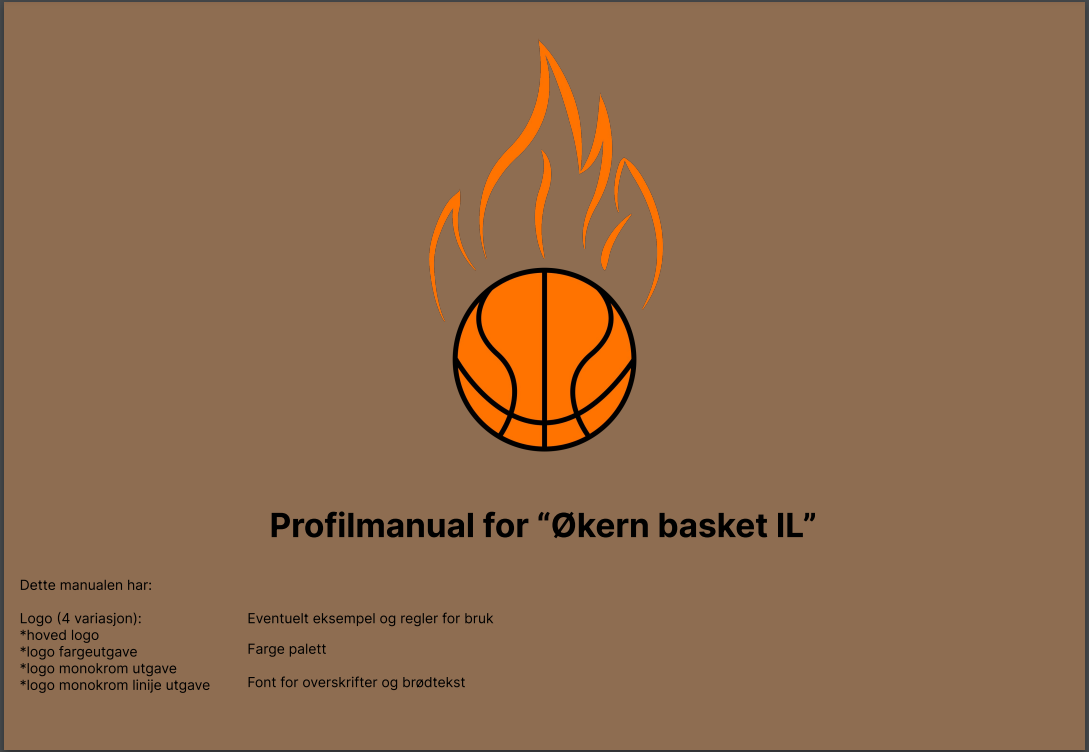 Profilmanual for “Økern basket IL”
Dette manualen har:
Logo (4 variasjon):
*hoved logo
*logo fargeutgave
*logo monokrom utgave
*logo monokrom linije utgave
Eventuelt eksempel og regler for bruk
Farge palett
Font for overskrifter og brødtekst